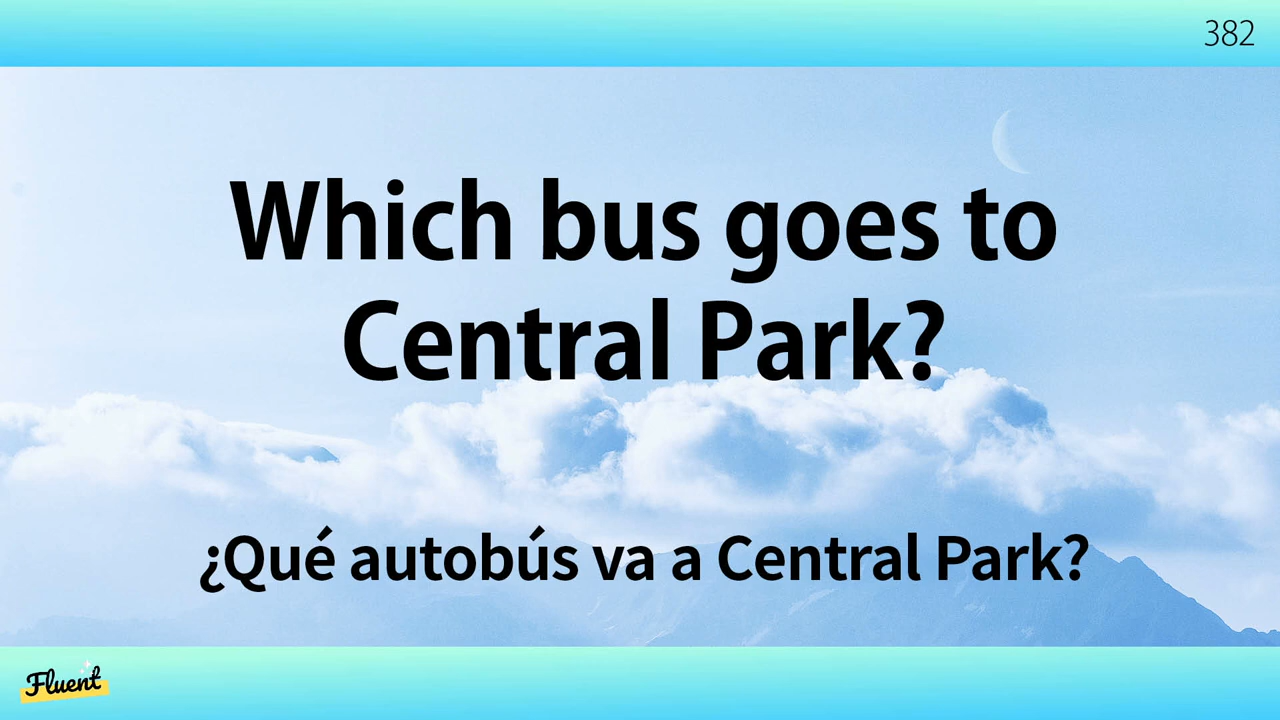 382
Which bus goes to
Central Park?
¿Qué autobús va a Central Park?
Fluent